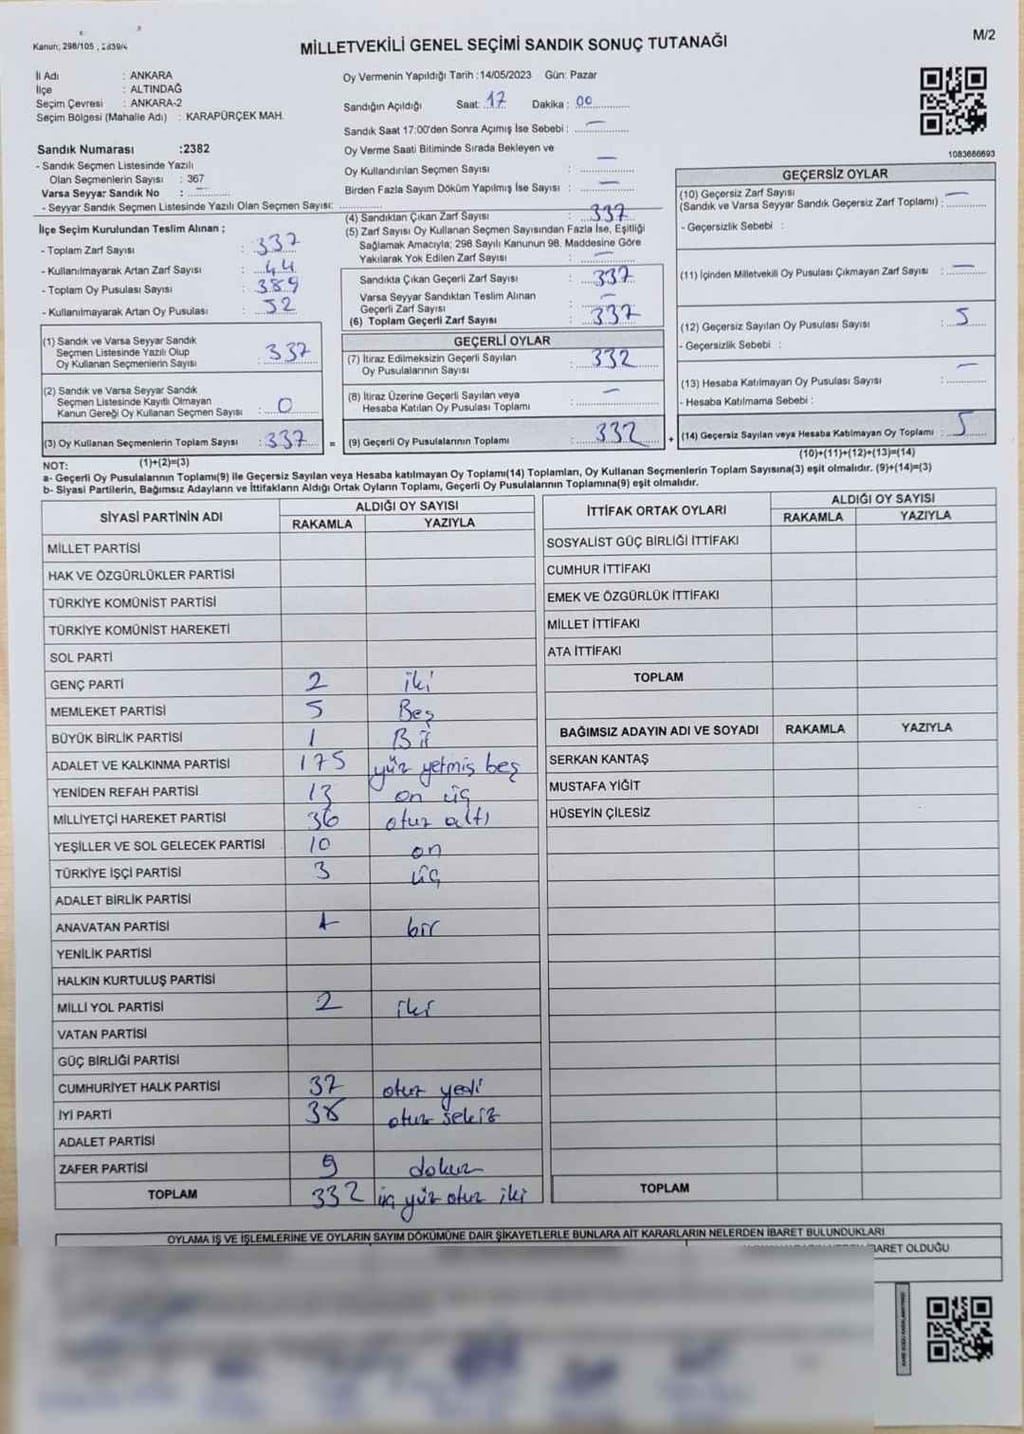 Kanun: 298/105 ,
MİLLETVEKİLİ GENEL SEÇİMİ SANDIK SONUÇ TUTANAĞI
M/2
İl Adı : ANKARA
İlçe : ALTINDAĞ
Seçim Çevresi : ANKARA-2
Seçim Bölgesi (Mahalle Adı) : KARAPÜRÇEK MAH.
Oy Vermenin Yapıldığı Tarih :14/05/2023 Gün: Pazar
Sandığın Açıldığı Saat: 17 Dakika : 00
Sandık Saat 17:00'den Sonra Açımış İse Sebebi : —
Oy Verme Saati Bitiminde Sırada Bekleyen ve
Oy Kullandırılan Seçmen Sayısı : —
Birden Fazla Sayım Döküm Yapılmış İse Sayısı : —
1083666693
Sandık Numarası :2382
- Sandık Seçmen Listesinde Yazılı
Olan Seçmenlerin Sayısı : 367
Varsa Seyyar Sandık No : —
- Seyyar Sandık Seçmen Listesinde Yazılı Olan Seçmen Sayısı:
İlçe Seçim Kurulundan Teslim Alınan ;
- Toplam Zarf Sayısı : 337
- Kullanılmayarak Artan Zarf Sayısı : 44
- Toplam Oy Pusulası Sayısı : 389
- Kullanılmayarak Artan Oy Pusulası : 52
(1) Sandık ve Varsa Seyyar Sandık
Seçmen Listesinde Yazılı Olup
Oy Kullanan Seçmenlerin Sayısı : 337
(2) Sandık ve Varsa Seyyar Sandık
Seçmen Listesinde Kayıtlı Olmayan
Kanun Gereği Oy Kullanan Seçmen Sayısı : 0
(3) Oy Kullanan Seçmenlerin Toplam Sayısı : 337 =
(1)+(2)=(3)
(4) Sandıktan Çıkan Zarf Sayısı : 337
(5) Zarf Sayısı Oy Kullanan Seçmen Sayısından Fazla İse, Eşitliği
Sağlamak Amacıyla; 298 Sayılı Kanunun 98. Maddesine Göre
Yakılarak Yok Edilen Zarf Sayısı : —
Sandıkta Çıkan Geçerli Zarf Sayısı : 337
Varsa Seyyar Sandıktan Teslim Alınan
Geçerli Zarf Sayısı : —
(6) Toplam Geçerli Zarf Sayısı : 337
GEÇERLİ OYLAR
(7) İtiraz Edilmeksizin Geçerli Sayılan
Oy Pusulalarının Sayısı : 332
(8) İtiraz Üzerine Geçerli Sayılan veya
Hesaba Katılan Oy Pusulası Toplamı : —
(9) Geçerli Oy Pusulalarının Toplamı : 332 +
GEÇERSİZ OYLAR
(10) Geçersiz Zarf Sayısı
(Sandık ve Varsa Seyyar Sandık Geçersiz Zarf Toplamı) : —
- Geçersizlik Sebebi :
(11) İçinden Milletvekili Oy Pusulası Çıkmayan Zarf Sayısı : —
(12) Geçersiz Sayılan Oy Pusulası Sayısı : 5
- Geçersizlik Sebebi :
(13) Hesaba Katılmayan Oy Pusulası Sayısı : —
- Hesaba Katılmama Sebebi :
(14) Geçersiz Sayılan veya Hesaba Katılmayan Oy Toplamı : 5
(10)+(11)+(12)+(13)=(14)
NOT:
a- Geçerli Oy Pusulalarının Toplamı(9) ile Geçersiz Sayılan veya Hesaba katılmayan Oy Toplamı(14) Toplamları, Oy Kullanan Seçmenlerin Toplam Sayısına(3) eşit olmalıdır. (9)+(14)=(3)
b- Siyasi Partilerin, Bağımsız Adayların ve İttifakların Aldığı Ortak Oyların Toplamı, Geçerli Oy Pusulalarının Toplamına(9) eşit olmalıdır.
SİYASİ PARTİNİN ADI ALDIĞI OY SAYISI
RAKAMLA YAZIYLA
MİLLET PARTİSİ
HAK VE ÖZGÜRLÜKLER PARTİSİ
TÜRKİYE KOMÜNİST PARTİSİ
TÜRKİYE KOMÜNİST HAREKETİ
SOL PARTİ
GENÇ PARTİ 2 iki
MEMLEKET PARTİSİ 5 Beş
BÜYÜK BİRLİK PARTİSİ 1 Bir
ADALET VE KALKINMA PARTİSİ 175 yüz yetmiş beş
YENİDEN REFAH PARTİSİ 13 on üç
MİLLİYETÇİ HAREKET PARTİSİ 36 otuz altı
YEŞİLLER VE SOL GELECEK PARTİSİ 10 on
TÜRKİYE İŞÇİ PARTİSİ 3 üç
ADALET BİRLİK PARTİSİ
ANAVATAN PARTİSİ 1 bir
YENİLİK PARTİSİ
HALKIN KURTULUŞ PARTİSİ
MİLLİ YOL PARTİSİ 2 iki
VATAN PARTİSİ
GÜÇ BİRLİĞİ PARTİSİ
CUMHURİYET HALK PARTİSİ 37 otuz yedi
İYİ PARTİ 38 otuz sekiz
ADALET PARTİSİ
ZAFER PARTİSİ 9 dokuz
TOPLAM 332 üç yüz otuz iki
İTTİFAK ORTAK OYLARI ALDIĞI OY SAYISI
RAKAMLA YAZIYLA
SOSYALİST GÜÇ BİRLİĞİ İTTİFAKI
CUMHUR İTTİFAKI
EMEK VE ÖZGÜRLÜK İTTİFAKI
MİLLET İTTİFAKI
ATA İTTİFAKI
TOPLAM
BAĞIMSIZ ADAYIN ADI VE SOYADI RAKAMLA YAZIYLA
SERKAN KANTAŞ
MUSTAFA YİĞİT
HÜSEYİN ÇİLESİZ
TOPLAM
OYLAMA İŞ VE İŞLEMLERİNE VE OYLARIN SAYIM DÖKÜMÜNE DAİR ŞİKAYETLERLE BUNLARA AİT KARARLARIN NELERDEN İBARET BULUNDUKLARI
OLDUĞU